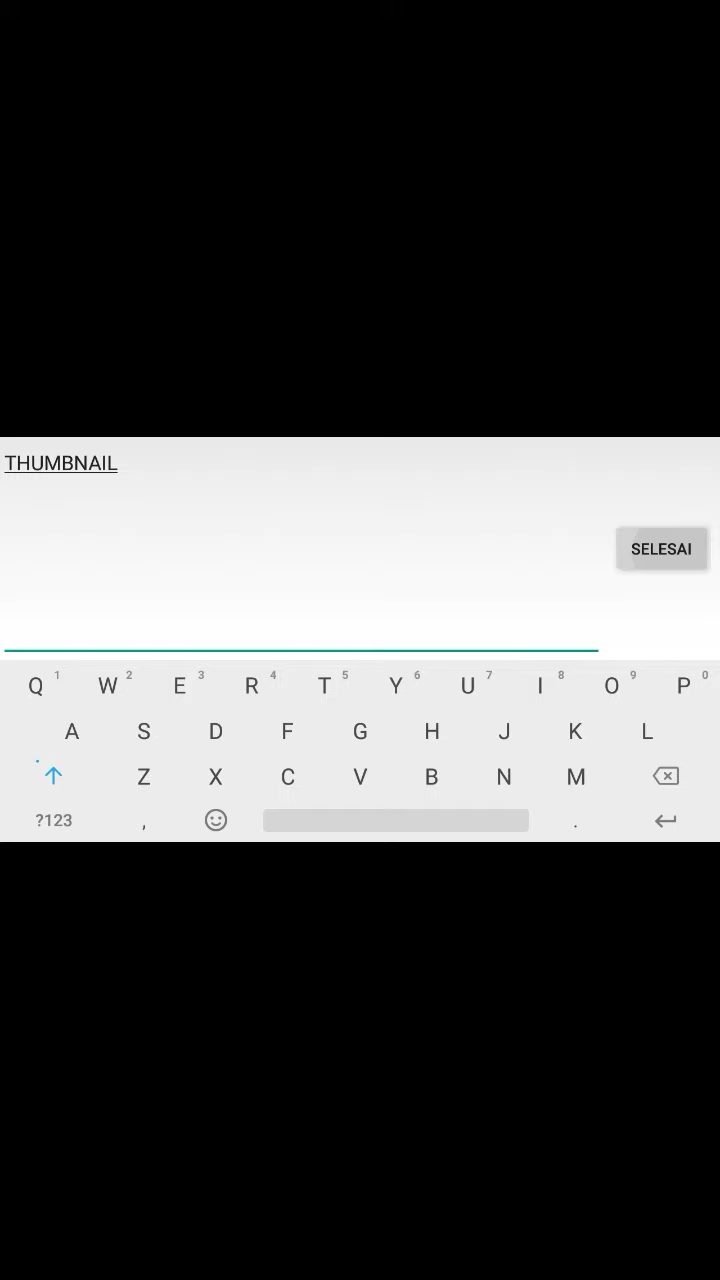 THUMBNAIL
SELESAI
Q 1 W 2 E 3 R 4 T 5 Y 6 U 7 I 8 O 9 P 0
A S D F G H J K L
Z X C V B N M
?123 , .